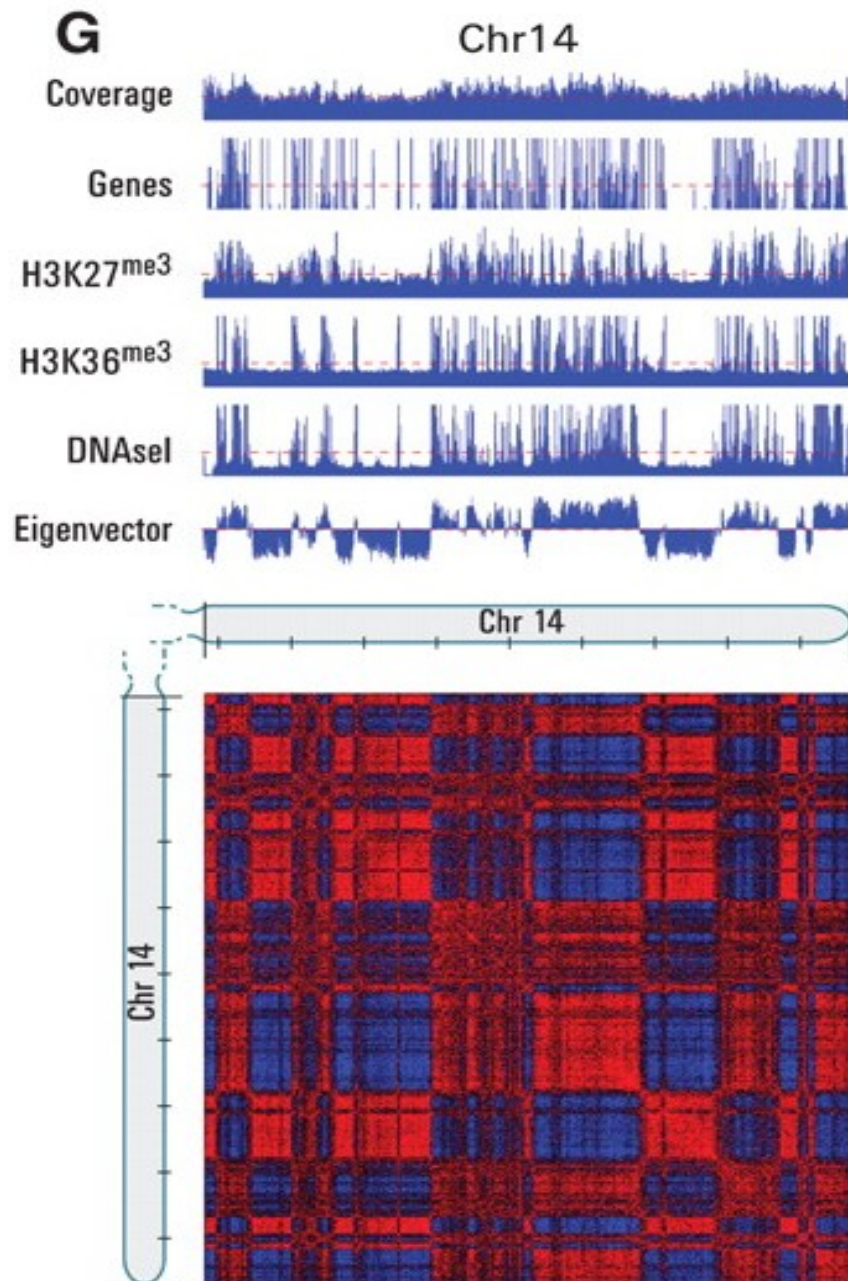 G
Chr14
Coverage
Genes
H3K27me3
H3K36me3
DNAseI
Eigenvector
Chr 14
Chr 14